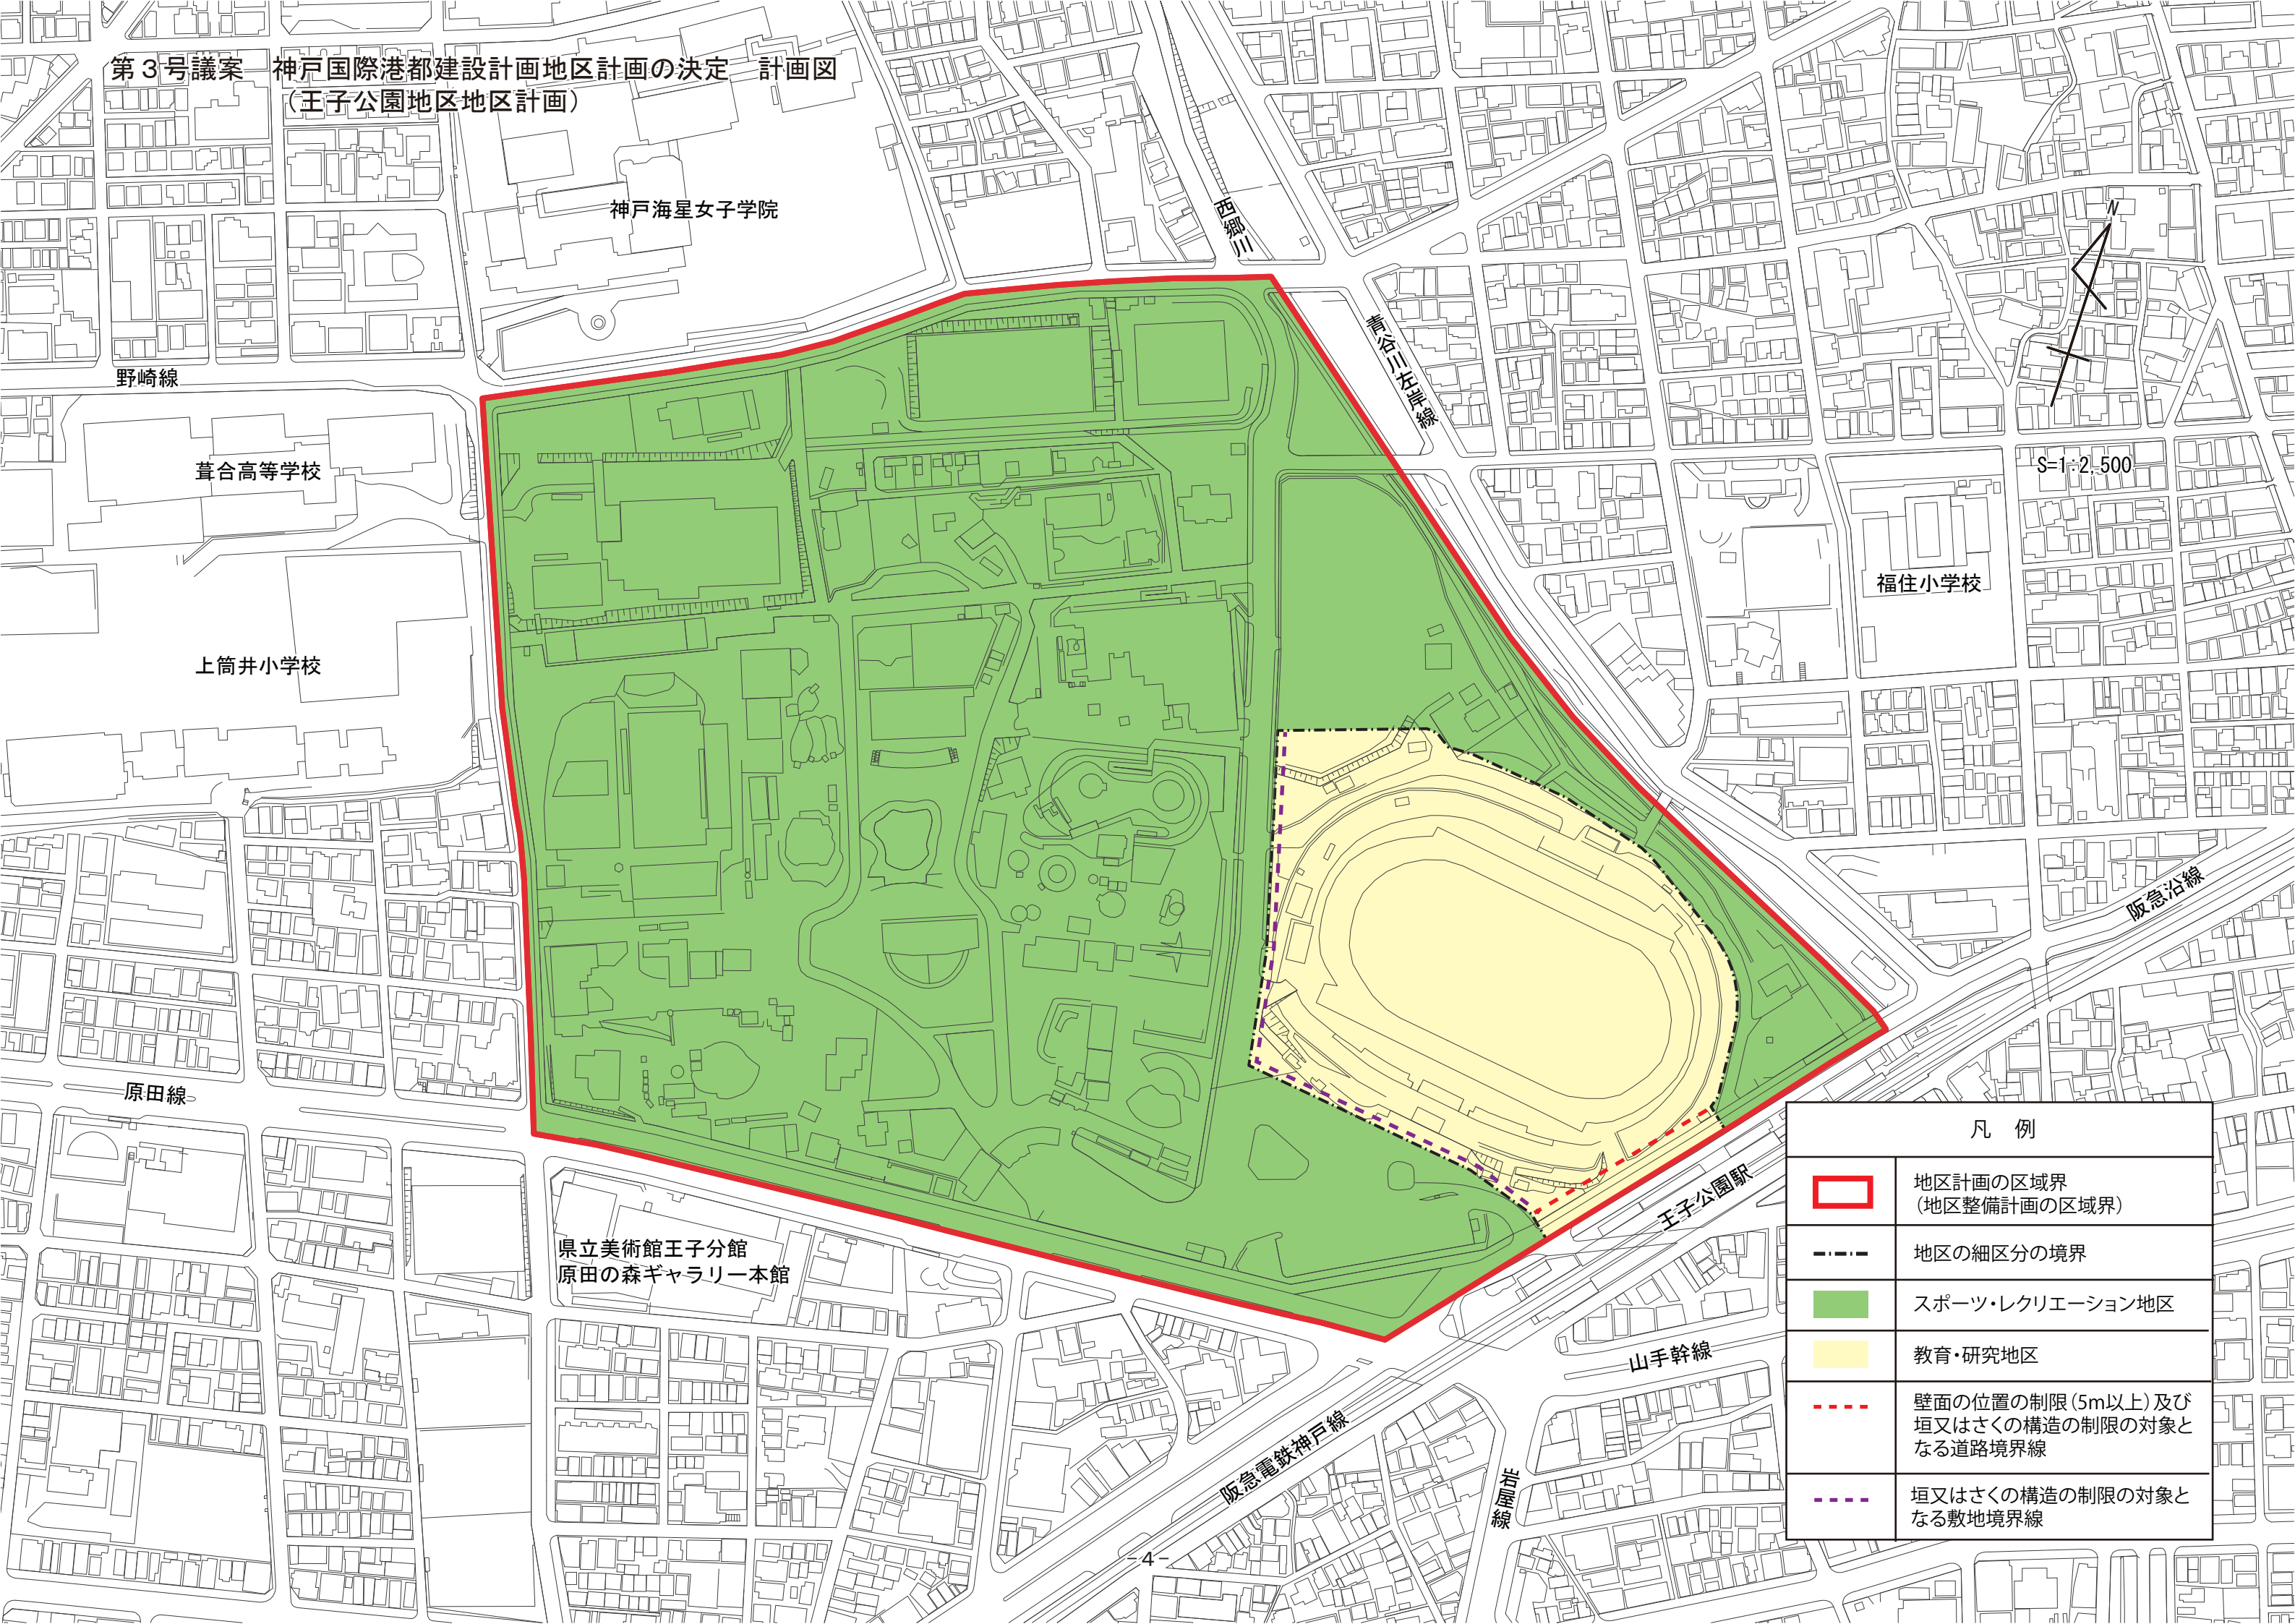 第３号議案　神戸国際港都建設計画地区計画の決定　計画図
（王子公園地区地区計画）
神戸海星女子学院
西郷川
N
青谷川左岸線
野崎線
葺合高等学校
S=1:2,500
福住小学校
上筒井小学校
阪急沿線
原田線
王子公園駅
県立美術館王子分館
原田の森ギャラリー本館
山手幹線
阪急電鉄神戸線
岩屋線
凡　例
地区計画の区域界
（地区整備計画の区域界）
地区の細区分の境界
スポーツ・レクリエーション地区
教育・研究地区
壁面の位置の制限（5m以上）及び
垣又はさくの構造の制限の対象と
なる道路境界線
垣又はさくの構造の制限の対象と
なる敷地境界線
-4-